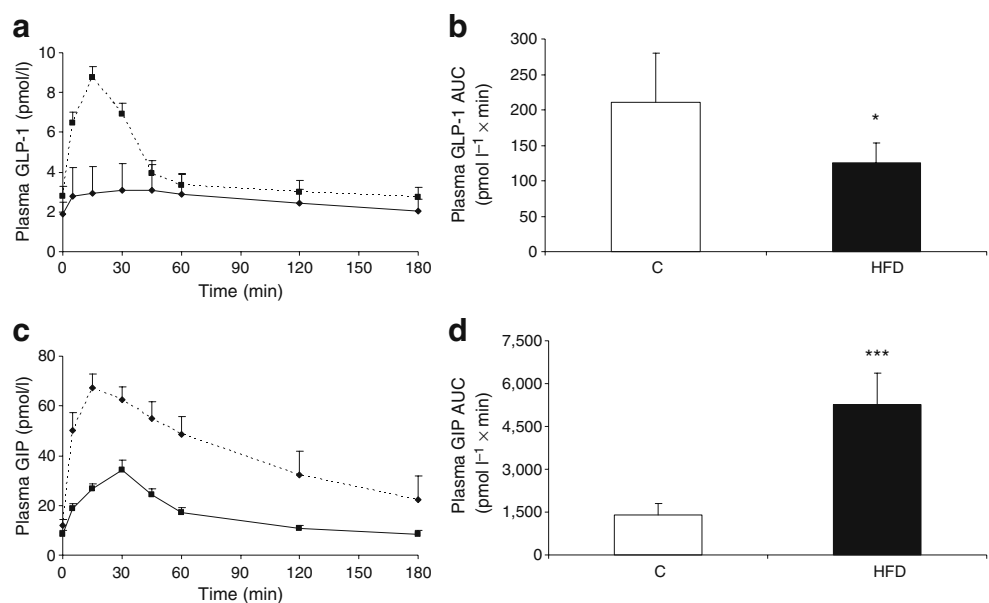 a
Plasma GLP-1 (pmol/l)
10
8
6
4
2
0
0 30 60 90 120 150 180
Time (min)
b
Plasma GLP-1 AUC
(pmol l⁻¹ × min)
300
250
200
150
100
50
0
*
C HFD
c
Plasma GIP (pmol/l)
80
60
40
20
0
0 30 60 90 120 150 180
Time (min)
d
Plasma GIP AUC
(pmol l⁻¹ × min)
7,500
6,000
4,500
3,000
1,500
0
***
C HFD